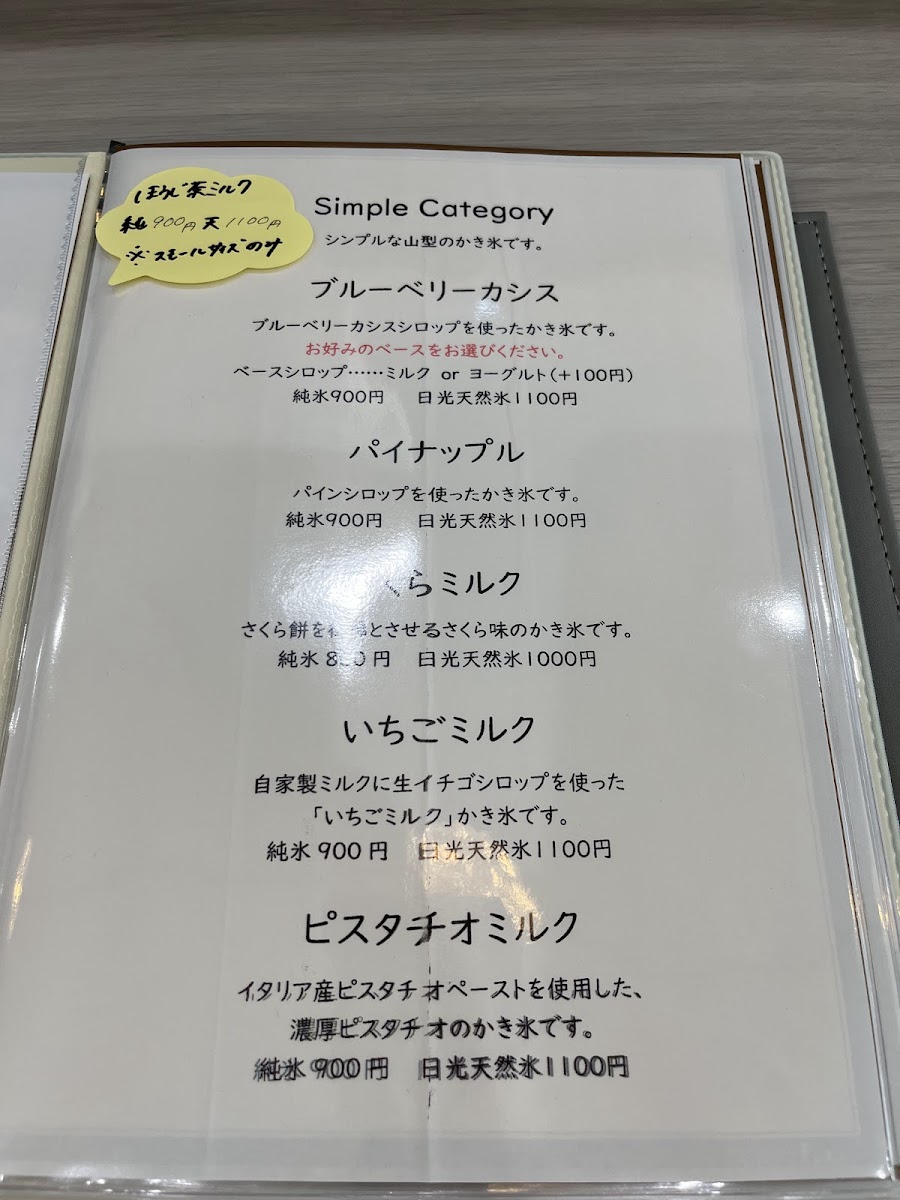 ほうじ茶ミルク
純900円 天1100円
※スモールサイズのみ
Simple Category
シンプルな山型のかき氷です。
ブルーベリーカシス
ブルーベリーカシスシロップを使ったかき氷です。
お好みのベースをお選びください。
ベースシロップ……ミルク or ヨーグルト(+100円)
純氷900円 日光天然氷1100円
パイナップル
パインシロップを使ったかき氷です。
純氷900円 日光天然氷1100円
くらミルク
さくら餅を とさせるさくら味のかき氷です。
純氷 円 日光天然氷1000円
いちごミルク
自家製ミルクに生イチゴシロップを使った
「いちごミルク」かき氷です。
純氷 900円 日光天然氷1100円
ピスタチオミルク
イタリア産ピスタチオペーストを使用した、
濃厚ピスタチオのかき氷です。
純氷 900円 日光天然氷1100円